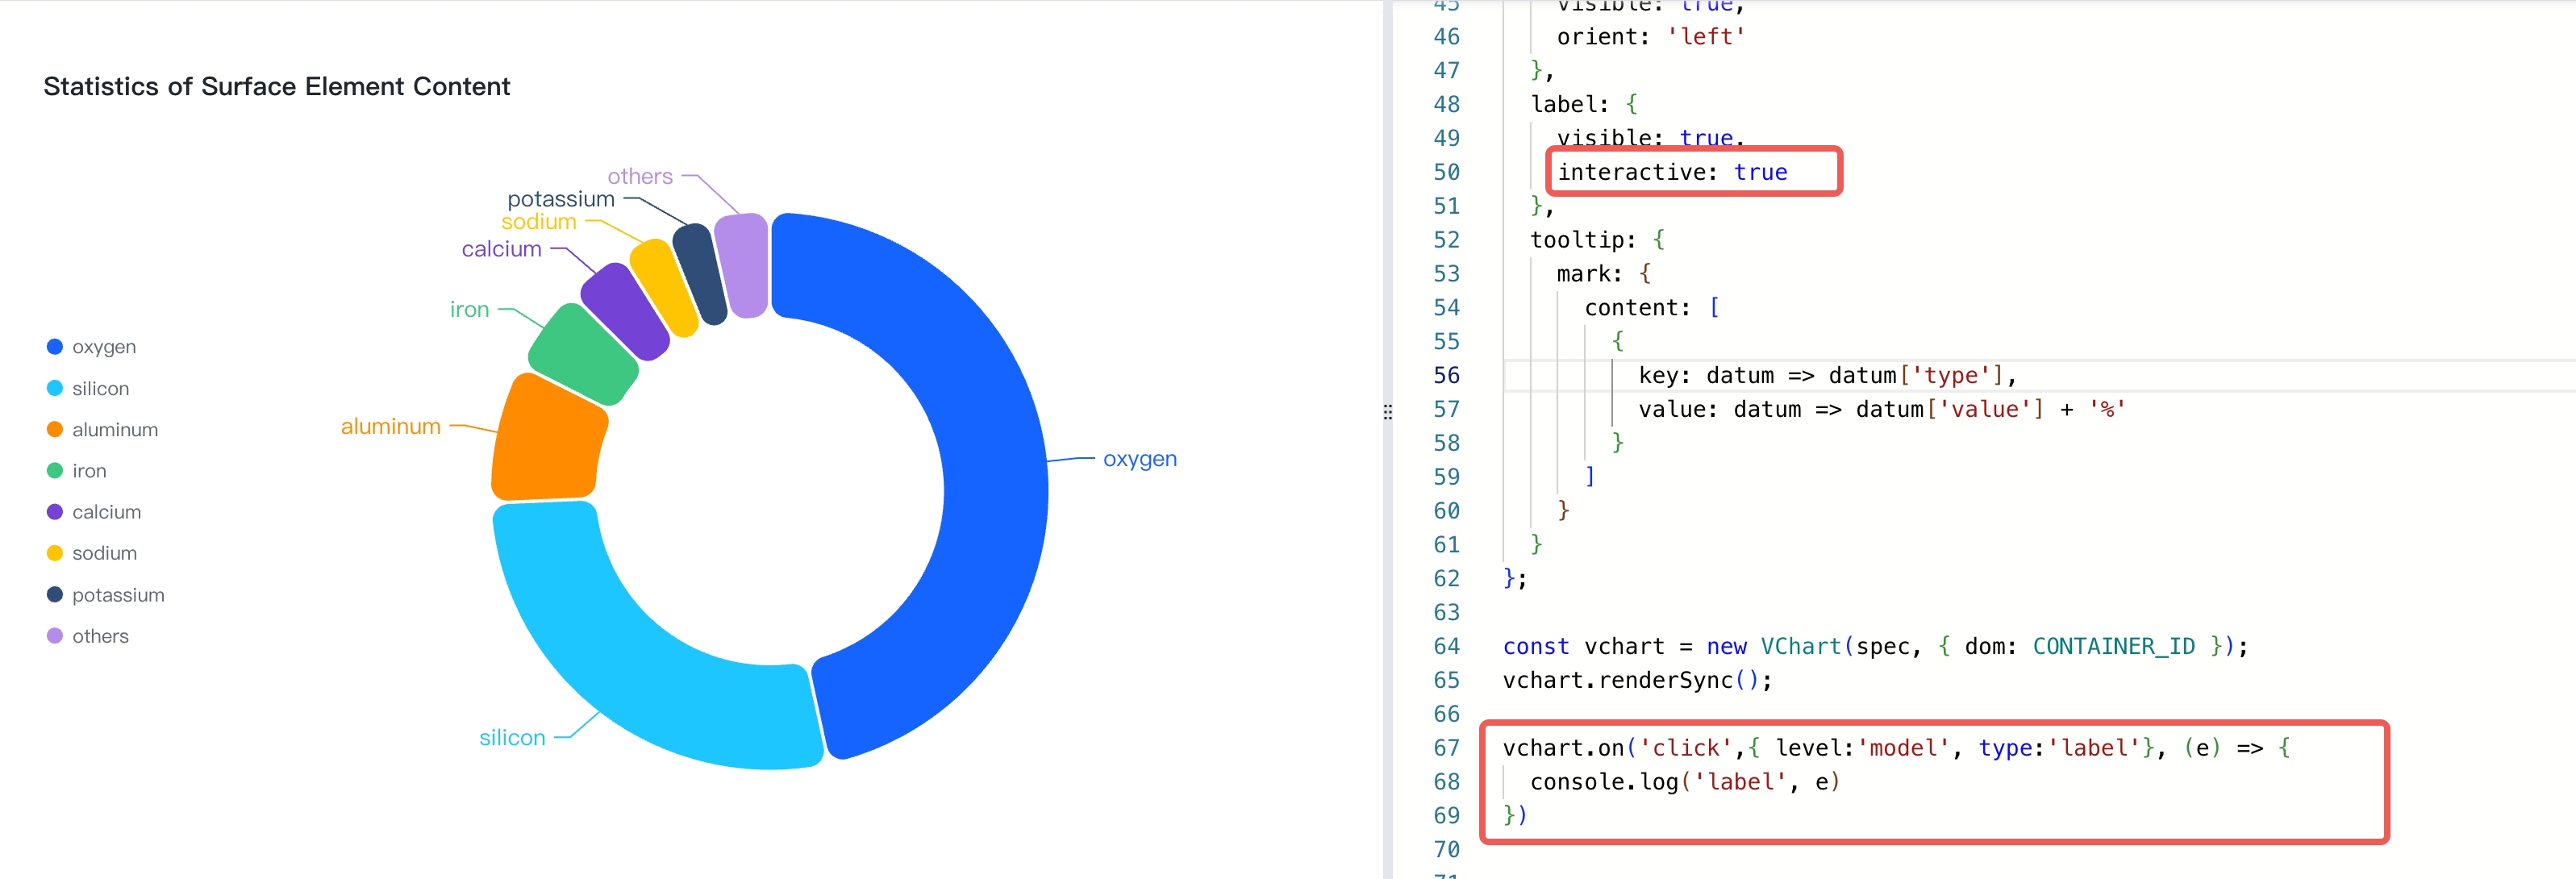 Statistics of Surface Element Content
others
potassium
sodium
calcium
iron
aluminum
oxygen
silicon
oxygen
silicon
aluminum
iron
calcium
sodium
potassium
others
45 visible: true,
46 orient: 'left'
47 },
48 label: {
49 visible: true,
50 interactive: true
51 },
52 tooltip: {
53 mark: {
54 content: [
55 {
56 key: datum => datum['type'],
57 value: datum => datum['value'] + '%'
58 }
59 ]
60 }
61 }
62 };
63
64 const vchart = new VChart(spec, { dom: CONTAINER_ID });
65 vchart.renderSync();
66
67 vchart.on('click',{ level:'model', type:'label'}, (e) => {
68 console.log('label', e)
69 })
70
71